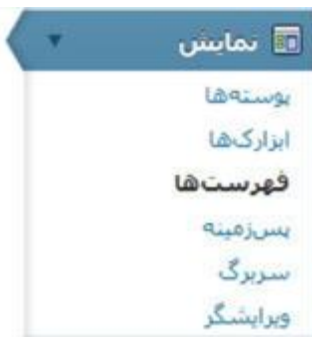 نمایش
پوسته‌ها
ابزارک‌ها
فهرست‌ها
پس‌زمینه
سربرگ
ویرایشگر